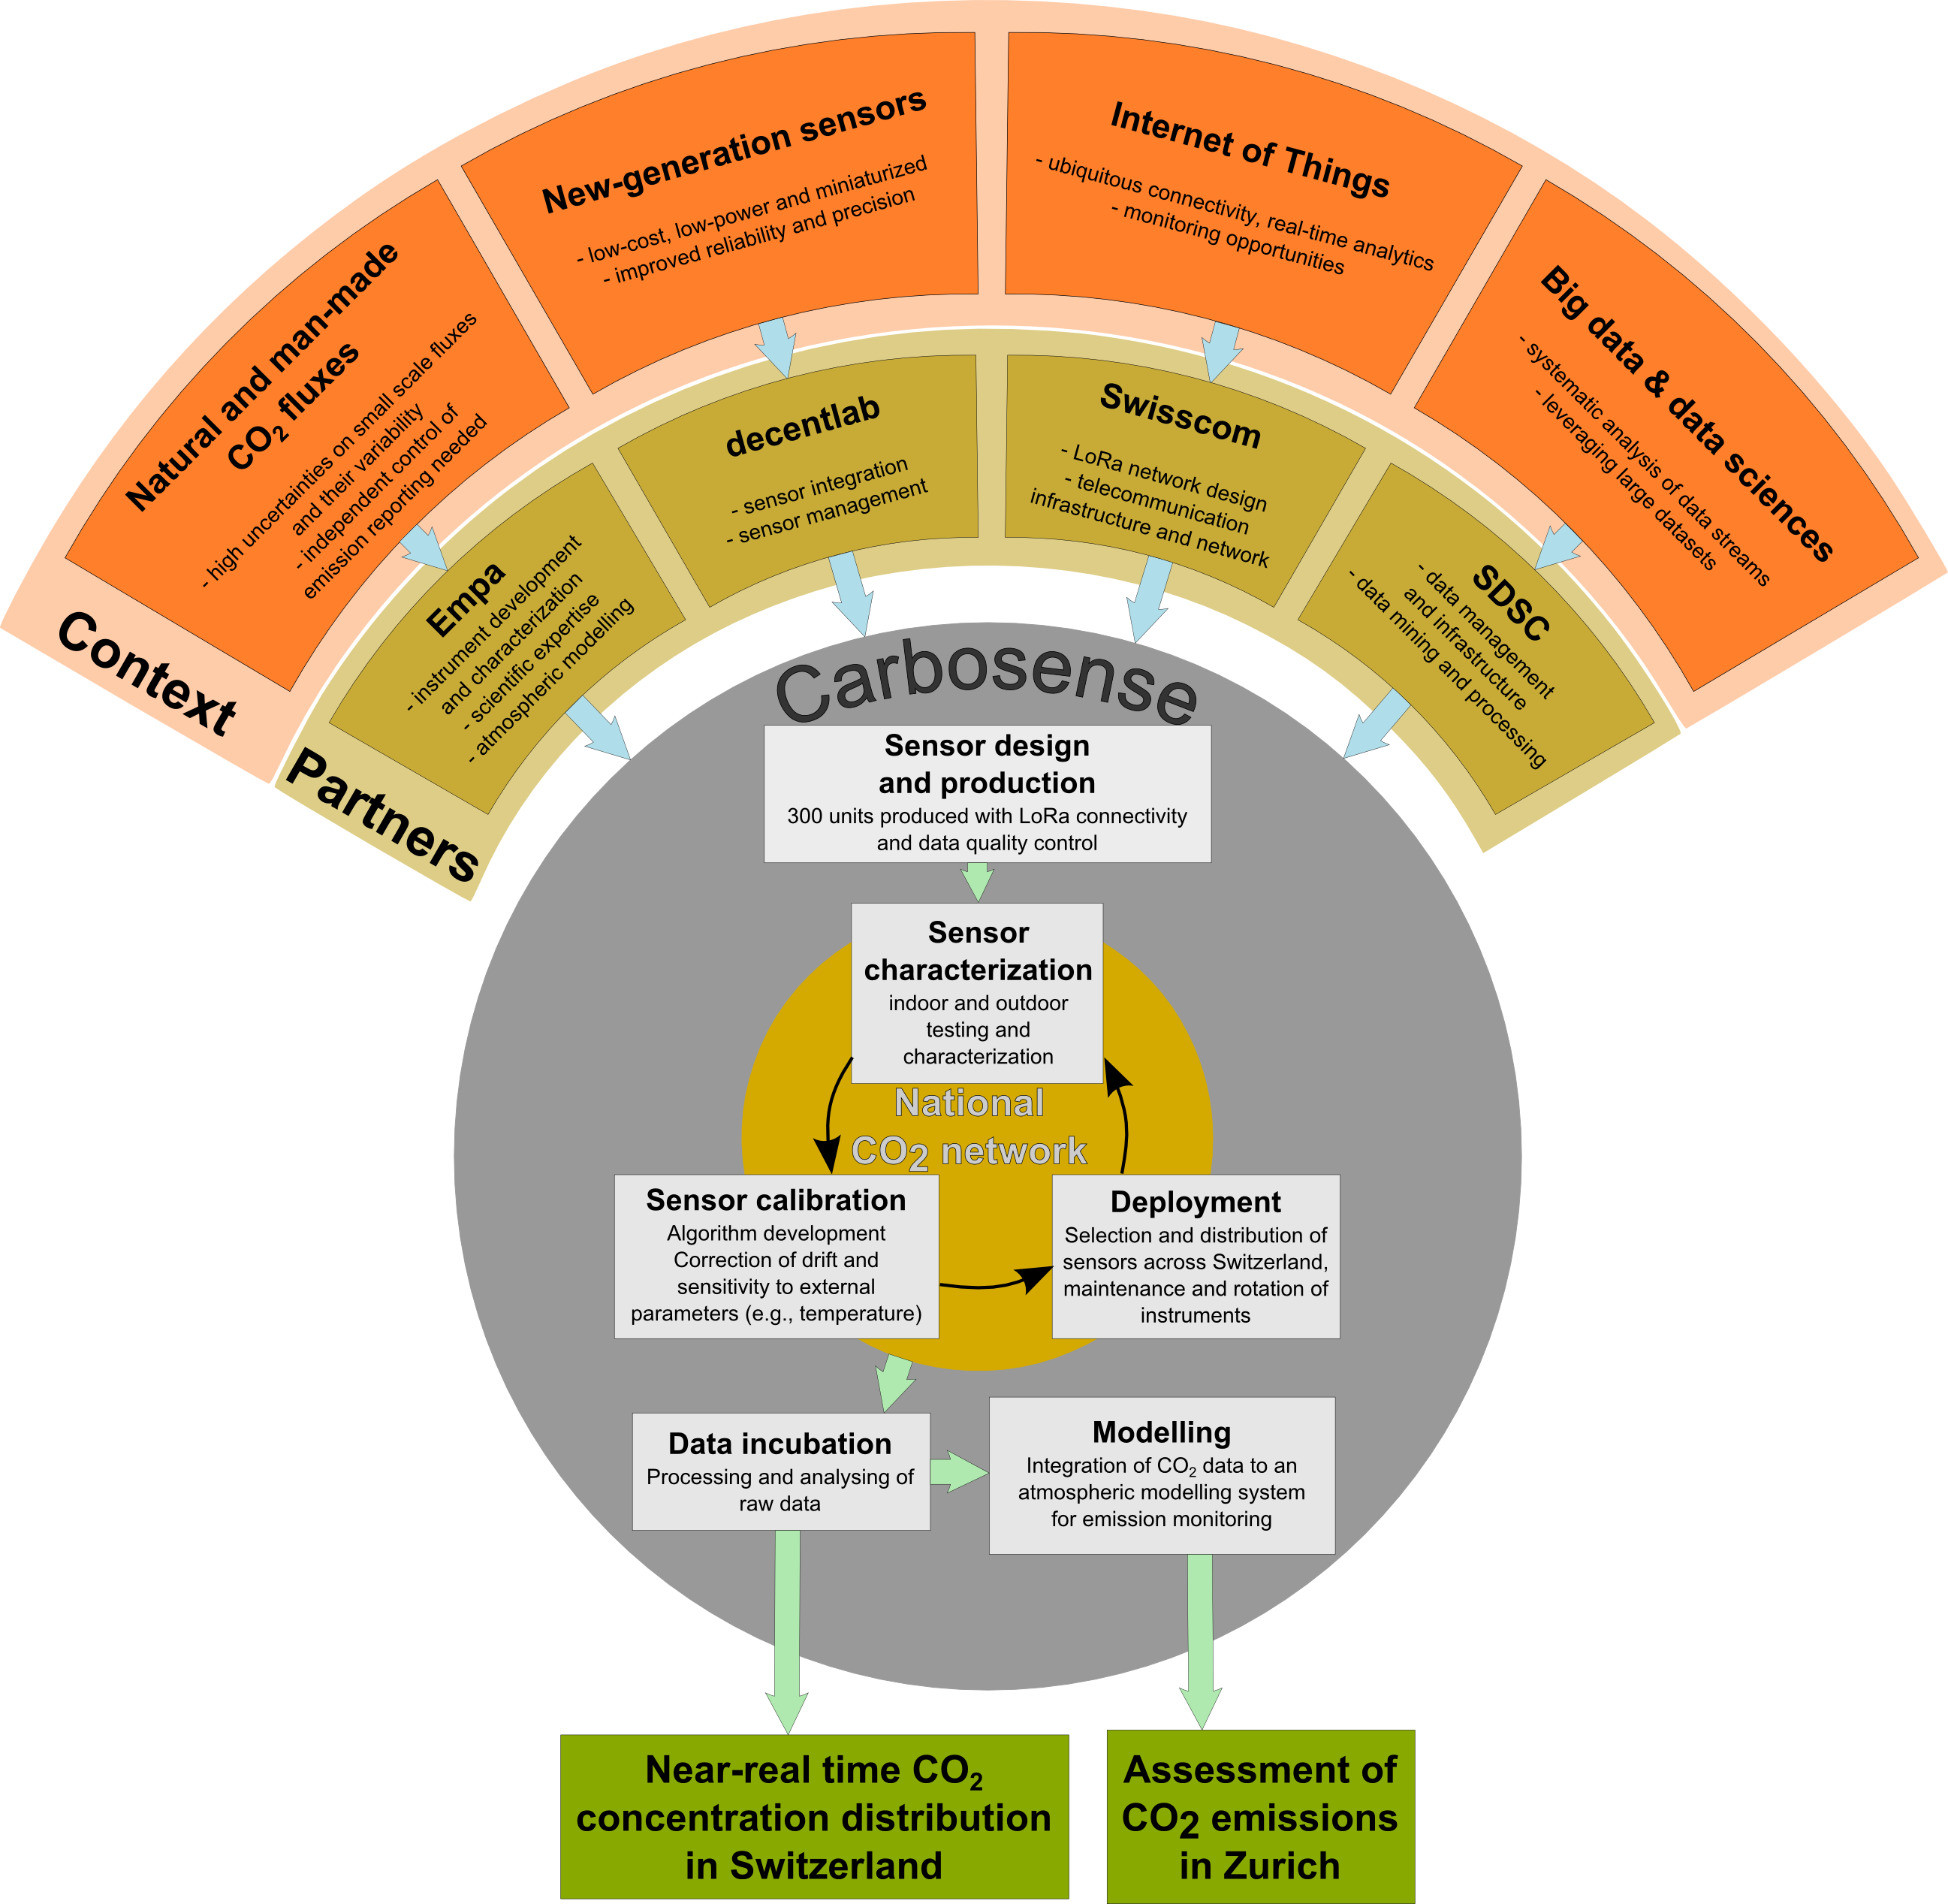 Context
Natural and man-made
CO2 fluxes
- high uncertainties on small scale fluxes
and their variability
- independent control of
emission reporting needed
New-generation sensors
- low-cost, low-power and miniaturized
- improved reliability and precision
Internet of Things
- ubiquitous connectivity, real-time analytics
- monitoring opportunities
Big data & data sciences
- systematic analysis of data streams
- leveraging large datasets
Partners
Empa
- instrument development
and characterization
- scientific expertise
- atmospheric modelling
decentlab
- sensor integration
- sensor management
Swisscom
- LoRa network design
- telecommunication
infrastructure and network
SDSC
- data management
and infrastructure
- data mining and processing
Carbosense
Sensor design
and production
300 units produced with LoRa connectivity
and data quality control
Sensor
characterization
indoor and outdoor
testing and
characterization
National
CO2 network
Sensor calibration
Algorithm development
Correction of drift and
sensitivity to external
parameters (e.g., temperature)
Deployment
Selection and distribution of
sensors across Switzerland,
maintenance and rotation of
instruments
Data incubation
Processing and analysing of
raw data
Modelling
Integration of CO2 data to an
atmospheric modelling system
for emission monitoring
Near-real time CO2
concentration distribution
in Switzerland
Assessment of
CO2 emissions
in Zurich